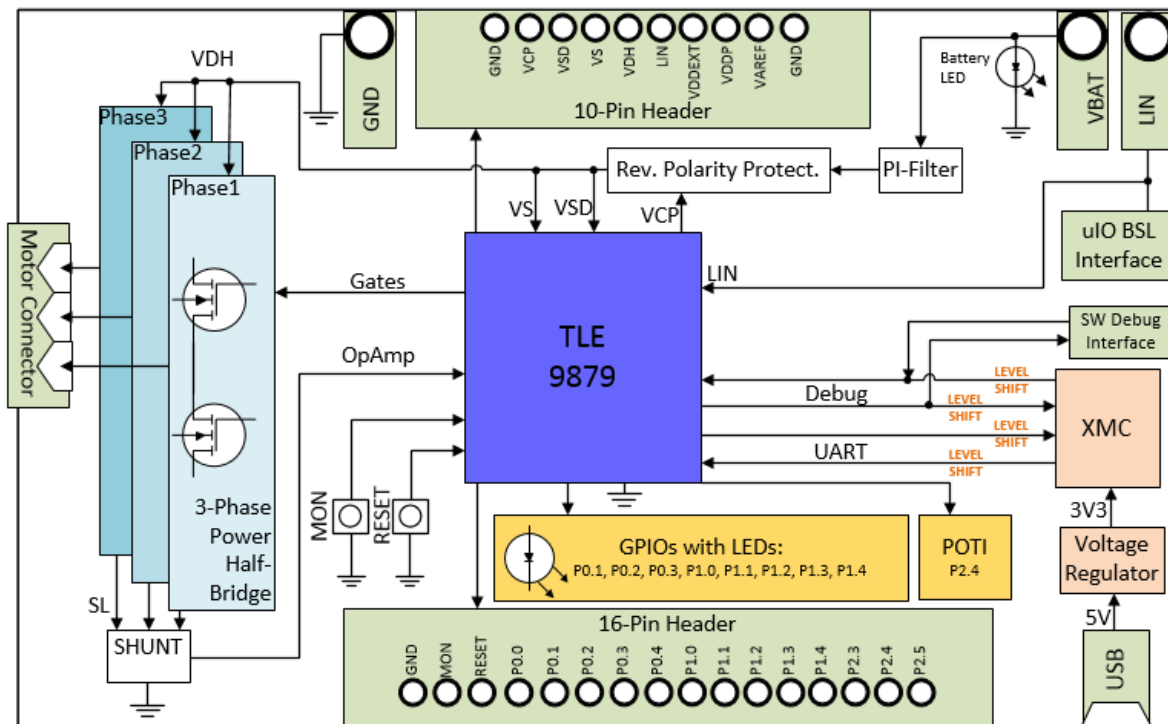 GND
GND
VCP
VSD
VS
VDH
LIN
VDDEXT
VDDP
VAREF
GND
10-Pin Header
Battery
LED
VBAT
LIN
VDH
Phase3
Phase2
Phase1
Rev. Polarity Protect.
PI-Filter
VS
VSD
VCP
uIO BSL
Interface
Motor Connector
Gates
TLE
9879
LIN
SW Debug
Interface
OpAmp
LEVEL
SHIFT
Debug
LEVEL
SHIFT
LEVEL
SHIFT
UART
LEVEL
SHIFT
XMC
MON
RESET
3-Phase
Power
Half-
Bridge
3V3
Voltage
Regulator
GPIOs with LEDs:
P0.1, P0.2, P0.3, P1.0, P1.1, P1.2, P1.3, P1.4
POTI
P2.4
SL
SHUNT
5V
USB
16-Pin Header
GND
MON
RESET
P0.0
P0.1
P0.2
P0.3
P0.4
P1.0
P1.1
P1.2
P1.3
P1.4
P2.3
P2.4
P2.5